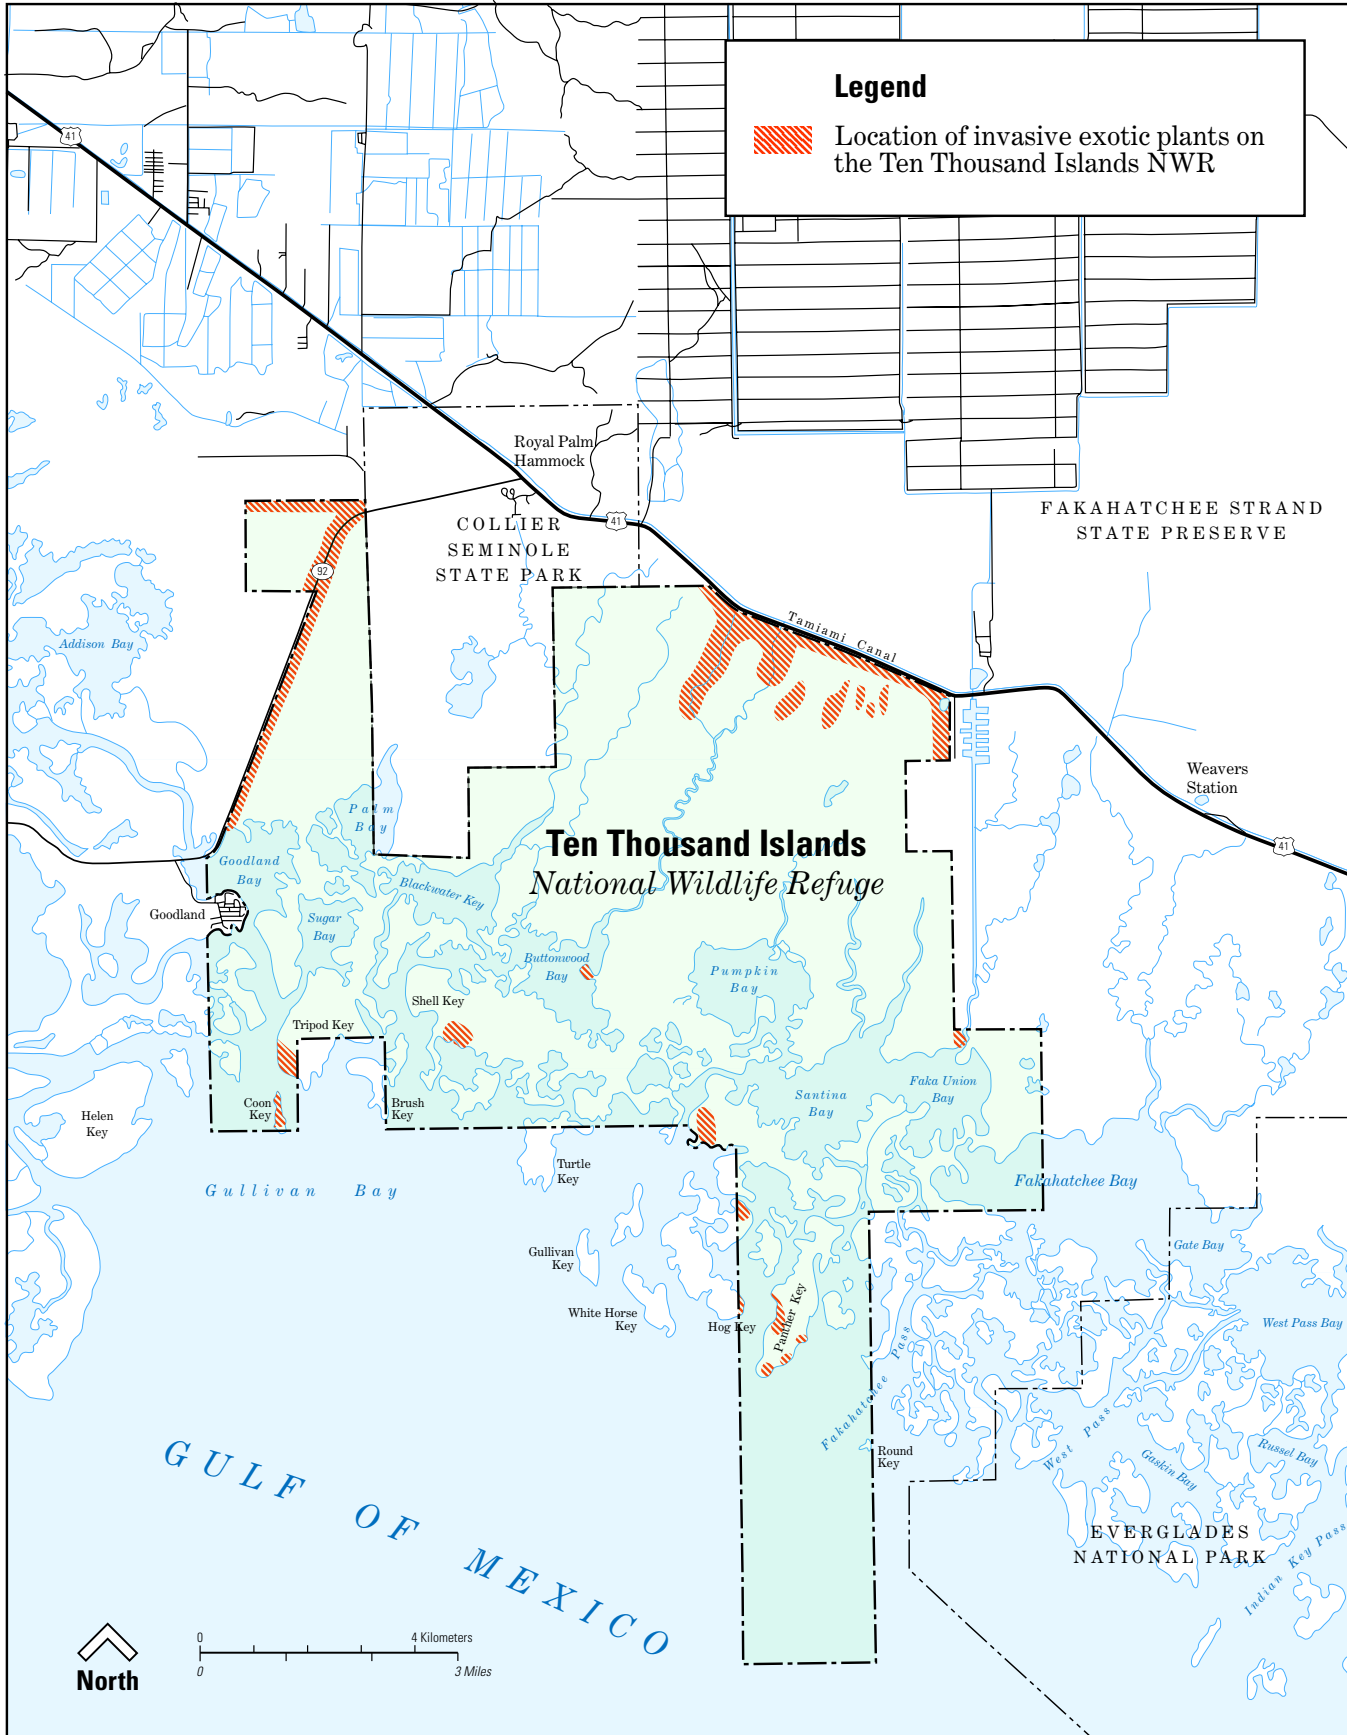 Legend
Location of invasive exotic plants on
the Ten Thousand Islands NWR
41
Royal Palm
Hammock
41
COLLIER
SEMINOLE
STATE PARK
FAKAHATCHEE STRAND
STATE PRESERVE
92
Tamiami Canal
Addison Bay
Weavers
Station
41
Palm
Bay
Ten Thousand Islands
National Wildlife Refuge
Goodland
Bay
Blackwater Key
Goodland
Sugar
Bay
Buttonwood
Bay
Pumpkin
Bay
Shell Key
Tripod Key
Coon
Key
Brush
Key
Helen
Key
Santina
Bay
Faka Union
Bay
Turtle
Key
Fakahatchee Bay
Gullivan Bay
Gullivan
Key
Gate Bay
White Horse
Key
Hog Key
Panther Key
West Pass Bay
Fakahatchee Pass
Round
Key
West Pass
Gaskin Bay
Russel Bay
GULF OF MEXICO
EVERGLADES
NATIONAL PARK
Indian Key Pass
North
0
4 Kilometers
0
3 Miles